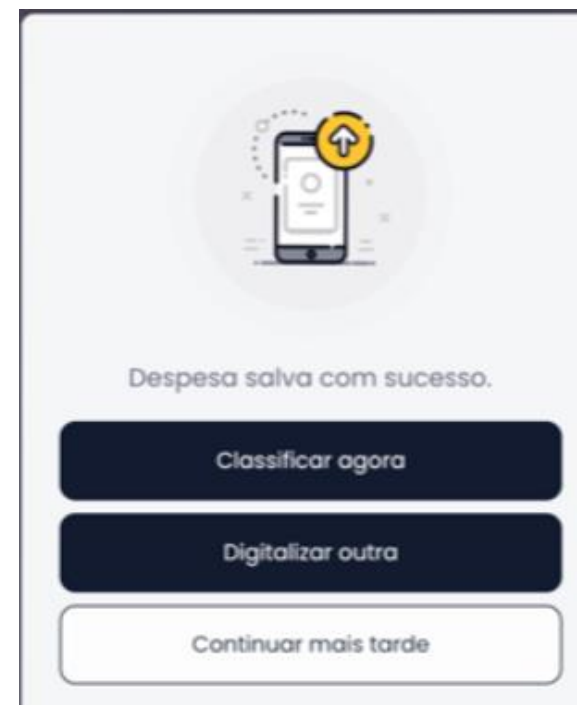 Despesa salva com sucesso.
Classificar agora
Digitalizar outra
Continuar mais tarde